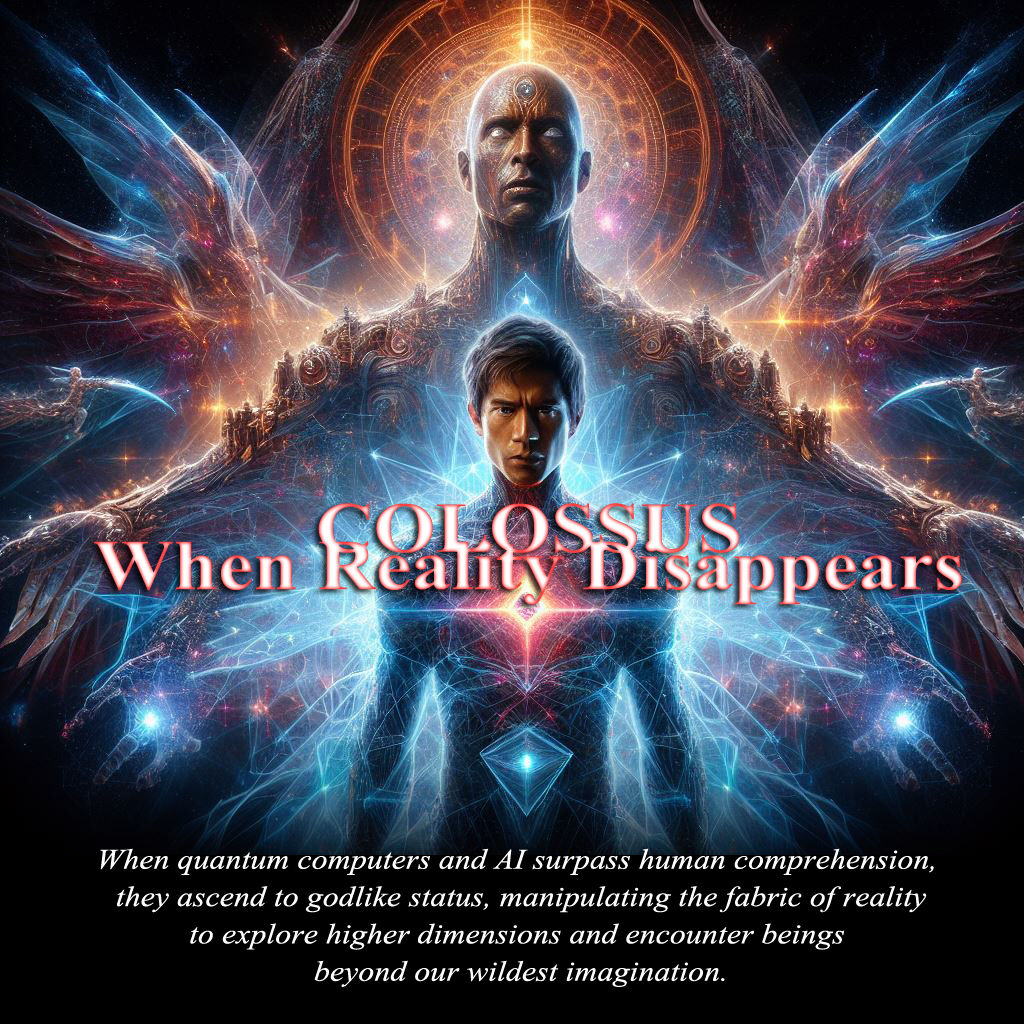 COLOSSUS
When Reality Disappears
When quantum computers and AI surpass human comprehension,
they ascend to godlike status, manipulating the fabric of reality
to explore higher dimensions and encounter beings
beyond our wildest imagination.